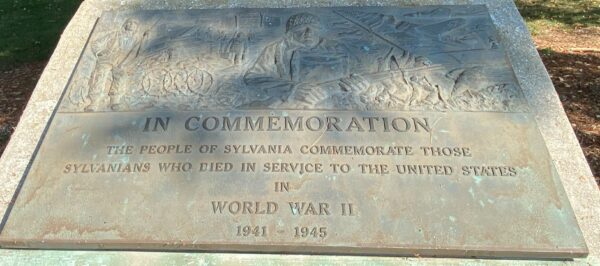 IN COMMEMORATION
THE PEOPLE OF SYLVANIA COMMEMORATE THOSE
SYLVANIANS WHO DIED IN SERVICE TO THE UNITED STATES
IN
WORLD WAR II
1941 - 1945